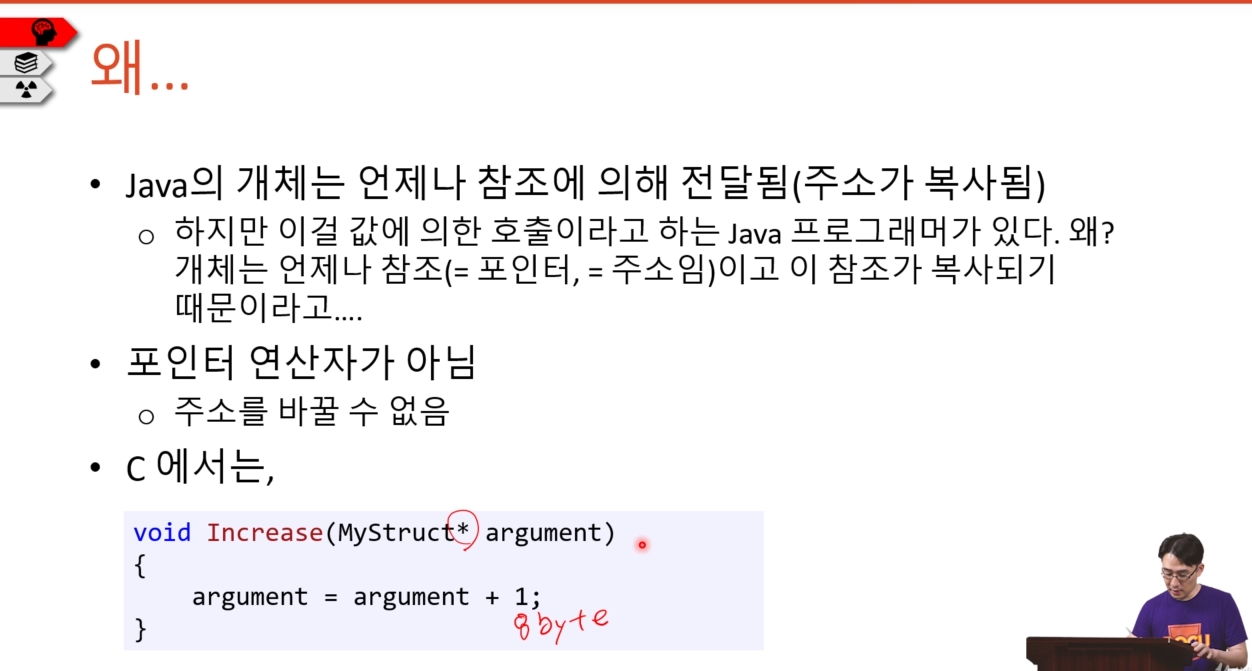 왜...
• Java의 개체는 언제나 참조에 의해 전달됨(주소가 복사됨)
o 하지만 이걸 값에 의한 호출이라고 하는 Java 프로그래머가 있다. 왜?
개체는 언제나 참조(= 포인터, = 주소임)이고 이 참조가 복사되기
때문이라고....
• 포인터 연산자가 아님
o 주소를 바꿀 수 없음
• C 에서는,
void Increase(MyStruct* argument)
{
argument = argument + 1;
8byte
}